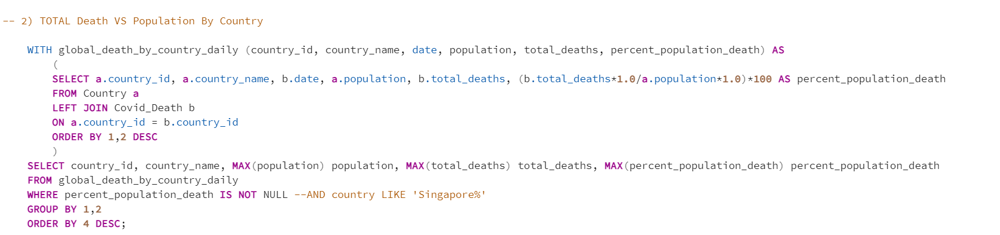 -- 2) TOTAL Death VS Population By Country
WITH global_death_by_country_daily (country_id, country_name, date, population, total_deaths, percent_population_death) AS
(
SELECT a.country_id, a.country_name, b.date, a.population, b.total_deaths, (b.total_deaths*1.0/a.population*1.0)*100 AS percent_population_death
FROM Country a
LEFT JOIN Covid_Death b
ON a.country_id = b.country_id
ORDER BY 1,2 DESC
)
SELECT country_id, country_name, MAX(population) population, MAX(total_deaths) total_deaths, MAX(percent_population_death) percent_population_death
FROM global_death_by_country_daily
WHERE percent_population_death IS NOT NULL --AND country LIKE 'Singapore%'
GROUP BY 1,2
ORDER BY 4 DESC;